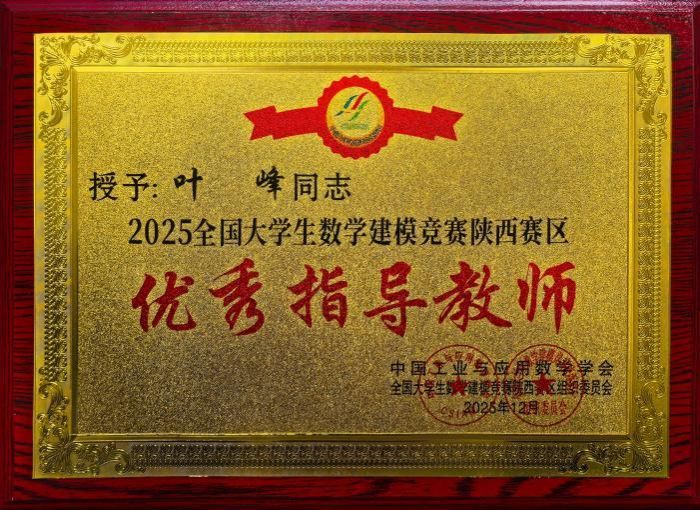 授予: 叶 峰同志
2025全国大学生数学建模竞赛陕西赛区
优秀指导教师
中国工业与应用数学学会
全国大学生数学建模竞赛陕西赛区组织委员会
2025年12月